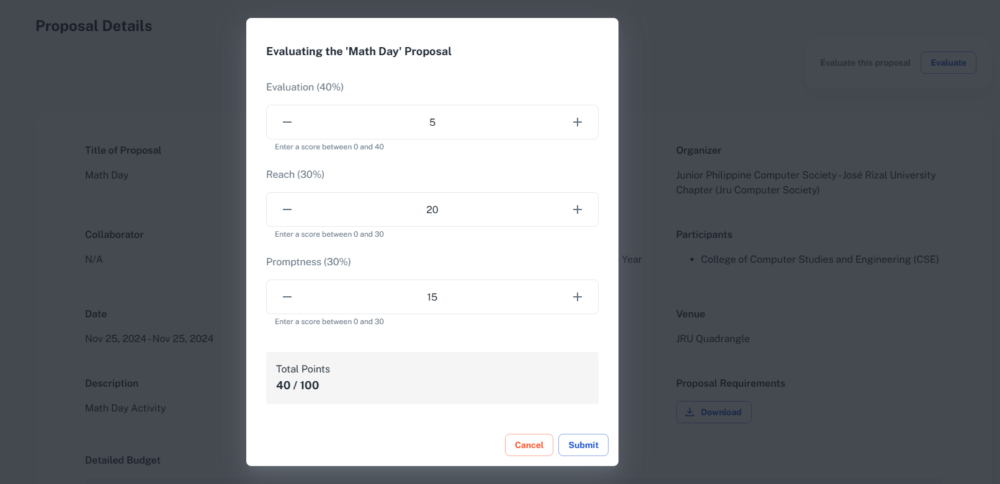 Proposal Details
Evaluate this proposal
Evaluate
Evaluating the 'Math Day' Proposal
Evaluation (40%)
5
Enter a score between 0 and 40
Reach (30%)
20
Enter a score between 0 and 30
Promptness (30%)
15
Enter a score between 0 and 30
Total Points
40 / 100
Cancel
Submit
Title of Proposal
Math Day
Organizer
Junior Philippine Computer Society - José Rizal University
Chapter (Jru Computer Society)
Collaborator
N/A
Year
Participants
• College of Computer Studies and Engineering (CSE)
Date
Nov 25, 2024 - Nov 25, 2024
Venue
JRU Quadrangle
Description
Math Day Activity
Proposal Requirements
Download
Detailed Budget